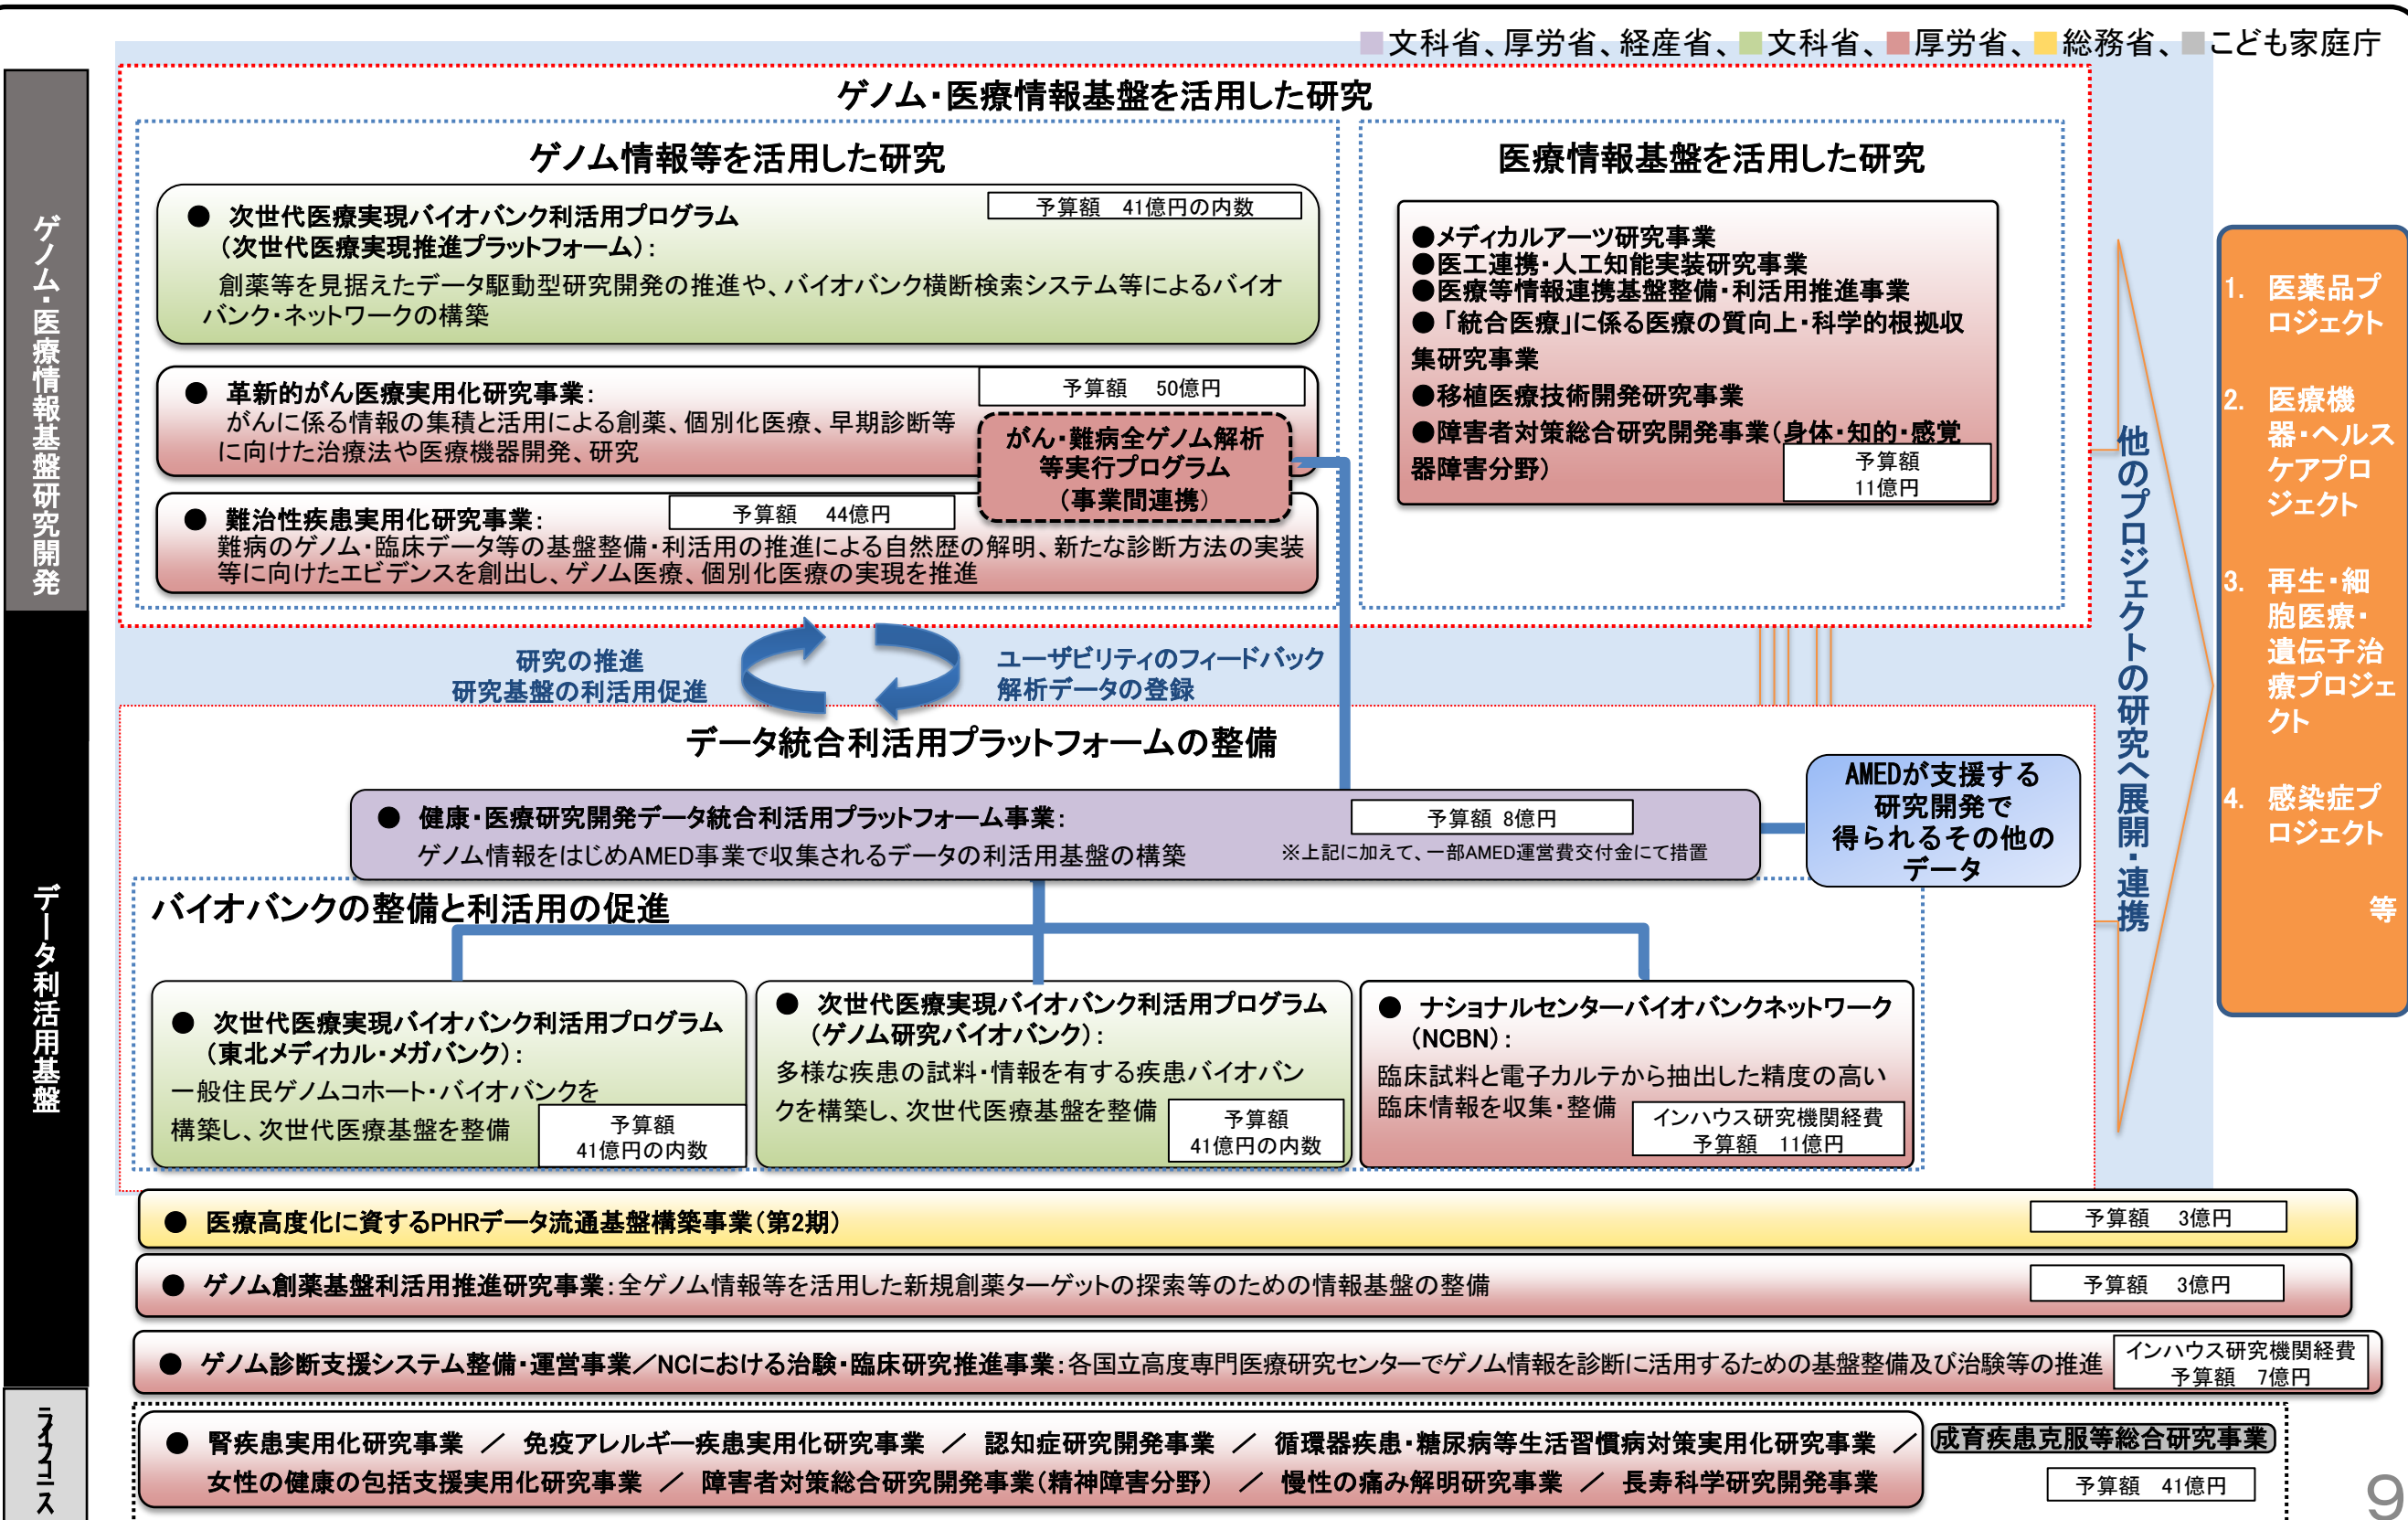 ■文科省、厚労省、経産省、■文科省、■厚労省、■総務省、■こども家庭庁
ゲノム・医療情報基盤研究開発
ゲノム・医療情報基盤を活用した研究
ゲノム情報等を活用した研究
● 次世代医療実現バイオバンク利活用プログラム
（次世代医療実現推進プラットフォーム）：
予算額 41億円の内数
創薬等を見据えたデータ駆動型研究開発の推進や、バイオバンク横断検索システム等によるバイオ
バンク・ネットワークの構築
● 革新的がん医療実用化研究事業：
予算額 50億円
がんに係る情報の集積と活用による創薬、個別化医療、早期診断等
に向けた治療法や医療機器開発、研究
がん・難病全ゲノム解析
等実行プログラム
（事業間連携）
● 難治性疾患実用化研究事業：
予算額 44億円
難病のゲノム・臨床データ等の基盤整備・利活用の推進による自然歴の解明、新たな診断方法の実装
等に向けたエビデンスを創出し、ゲノム医療、個別化医療の実現を推進
医療情報基盤を活用した研究
●メディカルアーツ研究事業
●医工連携・人工知能実装研究事業
●医療等情報連携基盤整備・利活用推進事業
●「統合医療」に係る医療の質向上・科学的根拠収
集研究事業
●移植医療技術開発研究事業
●障害者対策総合研究開発事業（身体・知的・感覚
器障害分野）
予算額
11億円
研究の推進
研究基盤の利活用促進
ユーザビリティのフィードバック
解析データの登録
他のプロジェクトの研究へ展開・連携
1. 医薬品プ
ロジェクト
2. 医療機
器・ヘルス
ケアプロ
ジェクト
3. 再生・細
胞医療・
遺伝子治
療プロジェ
クト
4. 感染症プ
ロジェクト
等
データ利活用基盤
データ統合利活用プラットフォームの整備
● 健康・医療研究開発データ統合利活用プラットフォーム事業：
予算額 8億円
ゲノム情報をはじめAMED事業で収集されるデータの利活用基盤の構築
※上記に加えて、一部AMED運営費交付金にて措置
AMEDが支援する
研究開発で
得られるその他の
データ
バイオバンクの整備と利活用の促進
● 次世代医療実現バイオバンク利活用プログラム
（東北メディカル・メガバンク）：
一般住民ゲノムコホート・バイオバンクを
構築し、次世代医療基盤を整備
予算額
41億円の内数
● 次世代医療実現バイオバンク利活用プログラム
（ゲノム研究バイオバンク）：
多様な疾患の試料・情報を有する疾患バイオバン
クを構築し、次世代医療基盤を整備
予算額
41億円の内数
● ナショナルセンターバイオバンクネットワーク
（NCBN）：
臨床試料と電子カルテから抽出した精度の高い
臨床情報を収集・整備
インハウス研究機関経費
予算額 11億円
● 医療高度化に資するPHRデータ流通基盤構築事業（第2期）
予算額 3億円
● ゲノム創薬基盤利活用推進研究事業：全ゲノム情報等を活用した新規創薬ターゲットの探索等のための情報基盤の整備
予算額 3億円
● ゲノム診断支援システム整備・運営事業／NCにおける治験・臨床研究推進事業：各国立高度専門医療研究センターでゲノム情報を診断に活用するための基盤整備及び治験等の推進
インハウス研究機関経費
予算額 7億円
● 腎疾患実用化研究事業 ／ 免疫アレルギー疾患実用化研究事業 ／ 認知症研究開発事業 ／ 循環器疾患・糖尿病等生活習慣病対策実用化研究事業 ／
女性の健康の包括支援実用化研究事業 ／ 障害者対策総合研究開発事業（精神障害分野） ／ 慢性の痛み解明研究事業 ／ 長寿科学研究開発事業
成育疾患克服等総合研究事業
予算額 41億円
9